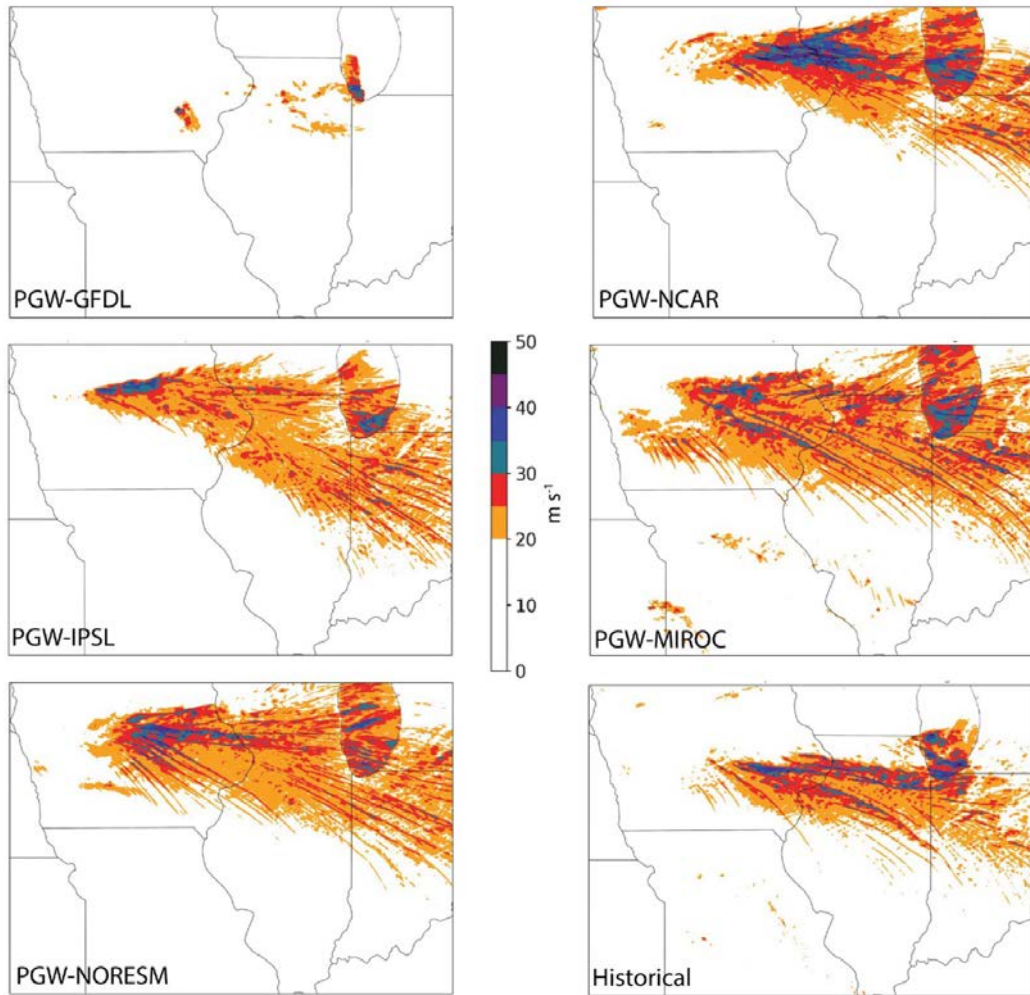 PGW-GFDL
PGW-NCAR
PGW-IPSL
50
40
30
20
10
0
m s⁻¹
PGW-MIROC
PGW-NORESM
Historical